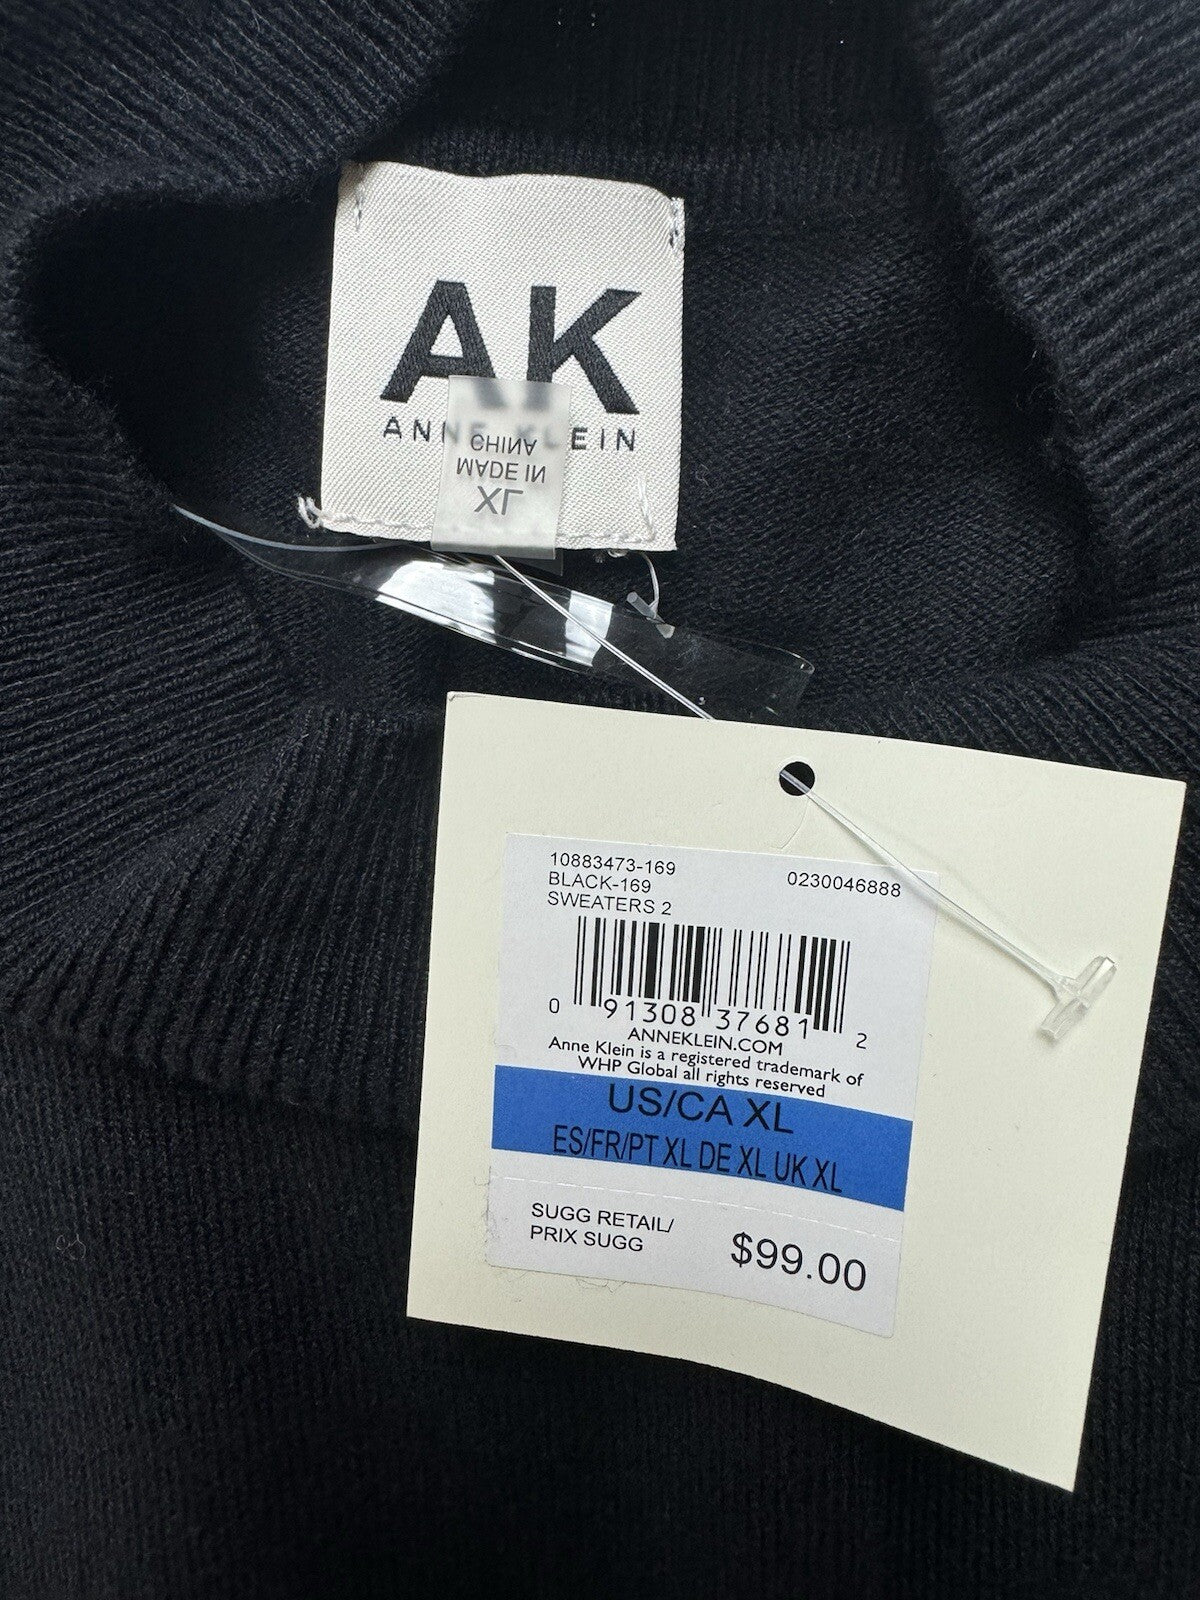 AK
ANNE KLEIN
CHINA
MADE IN
XL
10883473-169
BLACK-169
SWEATERS 2
0230046888
0 91308 37681 2
ANNEKLEIN.COM
Anne Klein is a registered trademark of
WHP Global all rights reserved
US/CA XL
ES/FR/PT XL DE XL UK XL
SUGG RETAIL/
PRIX SUGG
$99.00